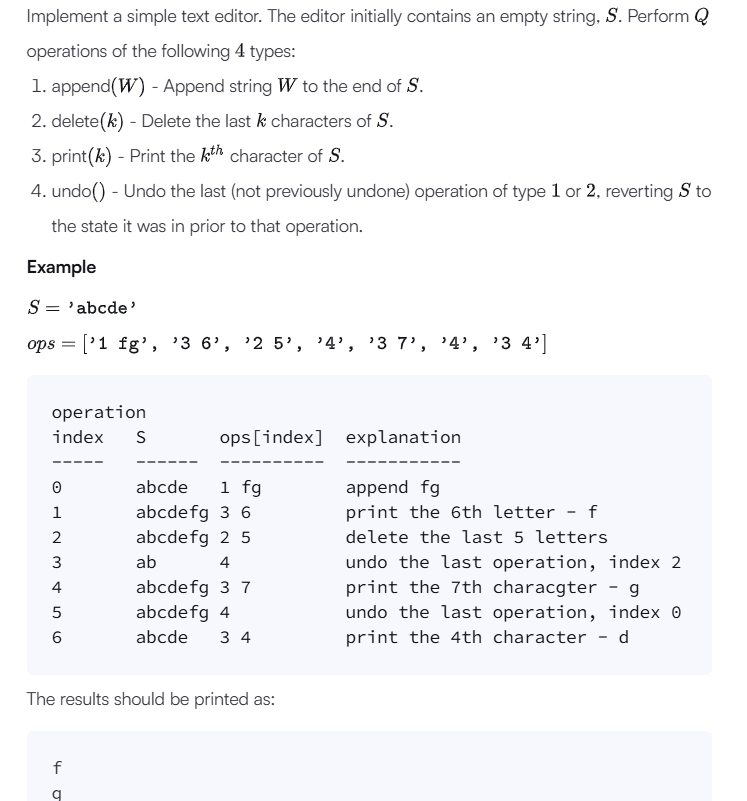 Implement a simple text editor. The editor initially contains an empty string, S. Perform Q
operations of the following 4 types:
1. append(W) - Append string W to the end of S.
2. delete(k) - Delete the last k characters of S.
3. print(k) - Print the kth character of S.
4. undo() - Undo the last (not previously undone) operation of type 1 or 2, reverting S to
the state it was in prior to that operation.
Example
S = 'abcde'
ops = ['1 fg', '3 6', '2 5', '4', '3 7', '4', '3 4']
operation
index   S       ops[index]  explanation
-----   ------  ----------  -----------
0       abcde   1 fg        append fg
1       abcdefg 3 6         print the 6th letter - f
2       abcdefg 2 5         delete the last 5 letters
3       ab      4           undo the last operation, index 2
4       abcdefg 3 7         print the 7th characgter - g
5       abcdefg 4           undo the last operation, index 0
6       abcde   3 4         print the 4th character - d
The results should be printed as:
f
g